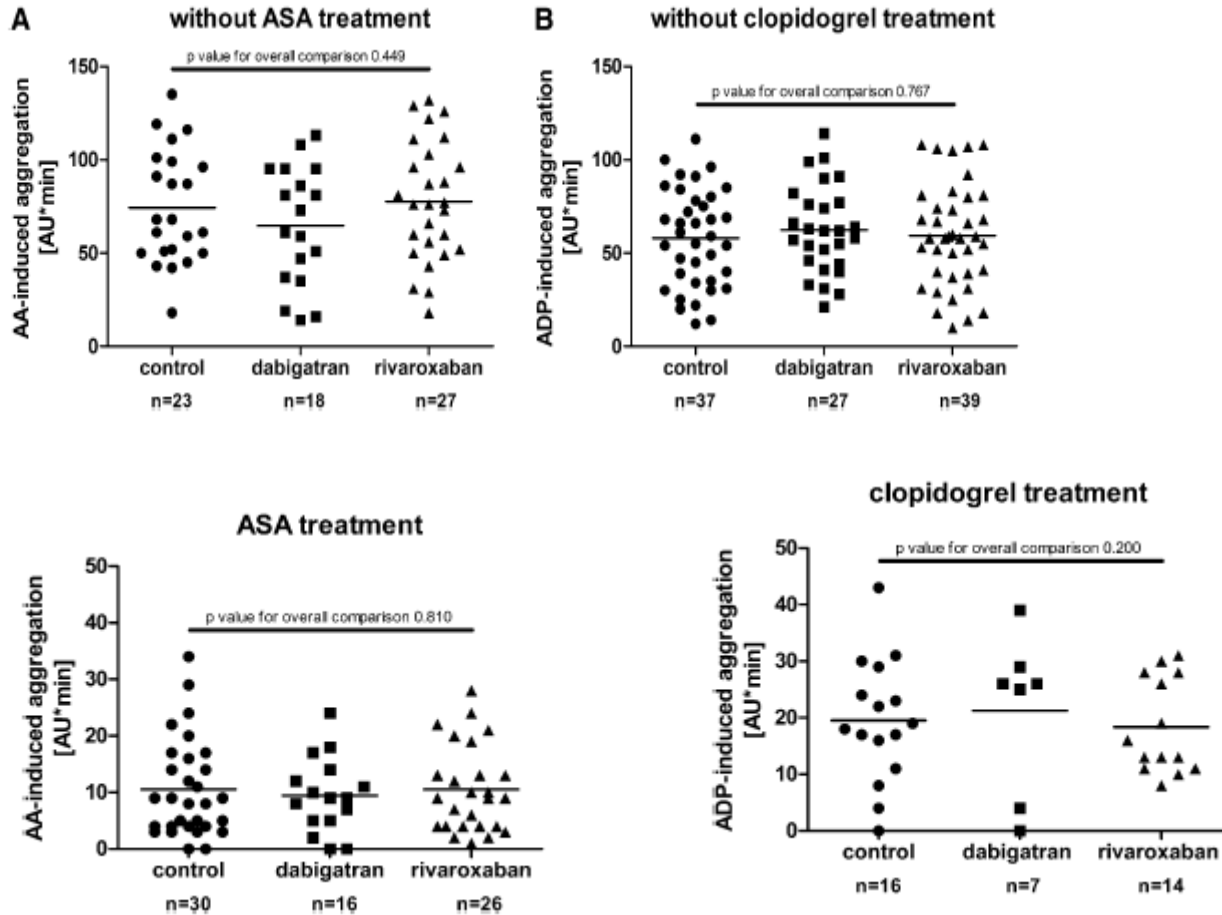 A
without ASA treatment
p value for overall comparison 0.449
AA-induced aggregation
[AU*min]
150
100
50
0
control
dabigatran
rivaroxaban
n=23
n=18
n=27
B
without clopidogrel treatment
p value for overall comparison 0.767
ADP-induced aggregation
[AU*min]
150
100
50
0
control
dabigatran
rivaroxaban
n=37
n=27
n=39
ASA treatment
p value for overall comparison 0.810
AA-induced aggregation
[AU*min]
50
40
30
20
10
0
control
dabigatran
rivaroxaban
n=30
n=16
n=26
clopidogrel treatment
p value for overall comparison 0.200
ADP-induced aggregation
[AU*min]
50
40
30
20
10
0
control
dabigatran
rivaroxaban
n=16
n=7
n=14